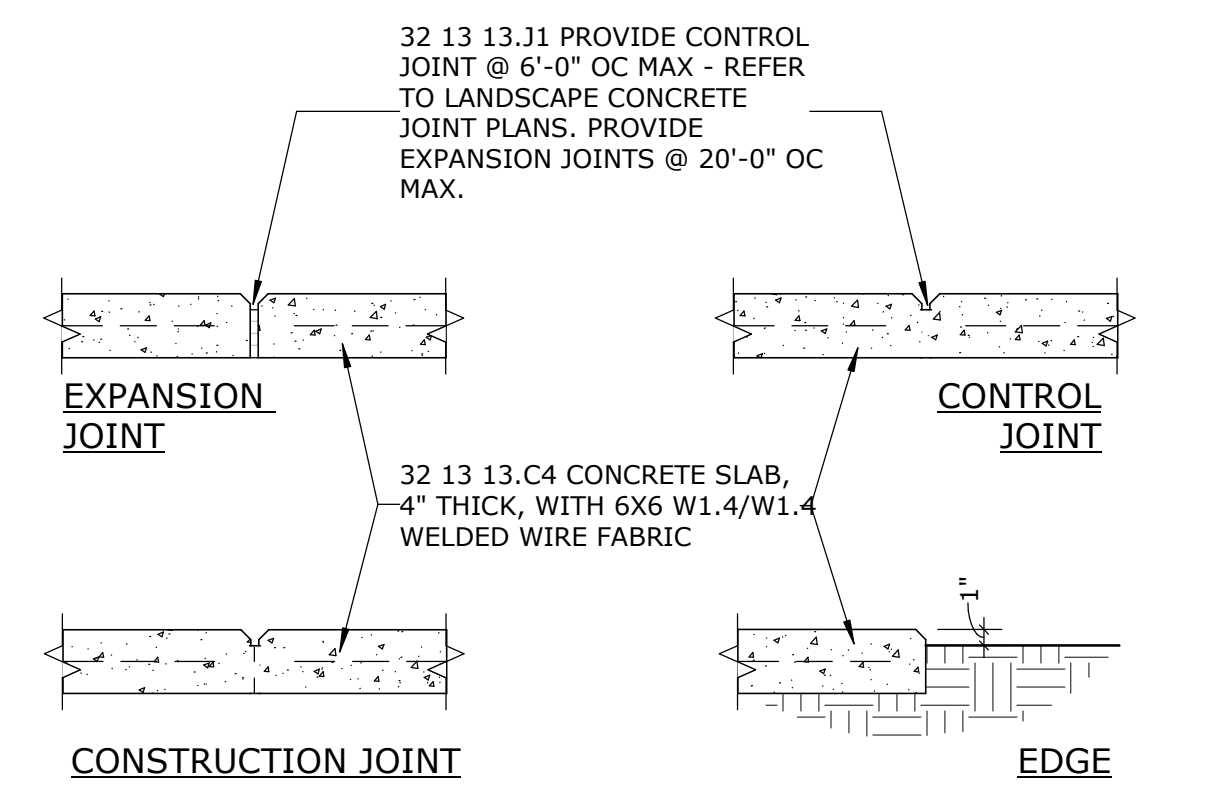 32 13 13.J1 PROVIDE CONTROL
JOINT @ 6'-0" OC MAX - REFER
TO LANDSCAPE CONCRETE
JOINT PLANS. PROVIDE
EXPANSION JOINTS @ 20'-0" OC
MAX.
EXPANSION
JOINT
CONTROL
JOINT
32 13 13.C4 CONCRETE SLAB,
4" THICK, WITH 6X6 W1.4/W1.4
WELDED WIRE FABRIC
1"
CONSTRUCTION JOINT
EDGE